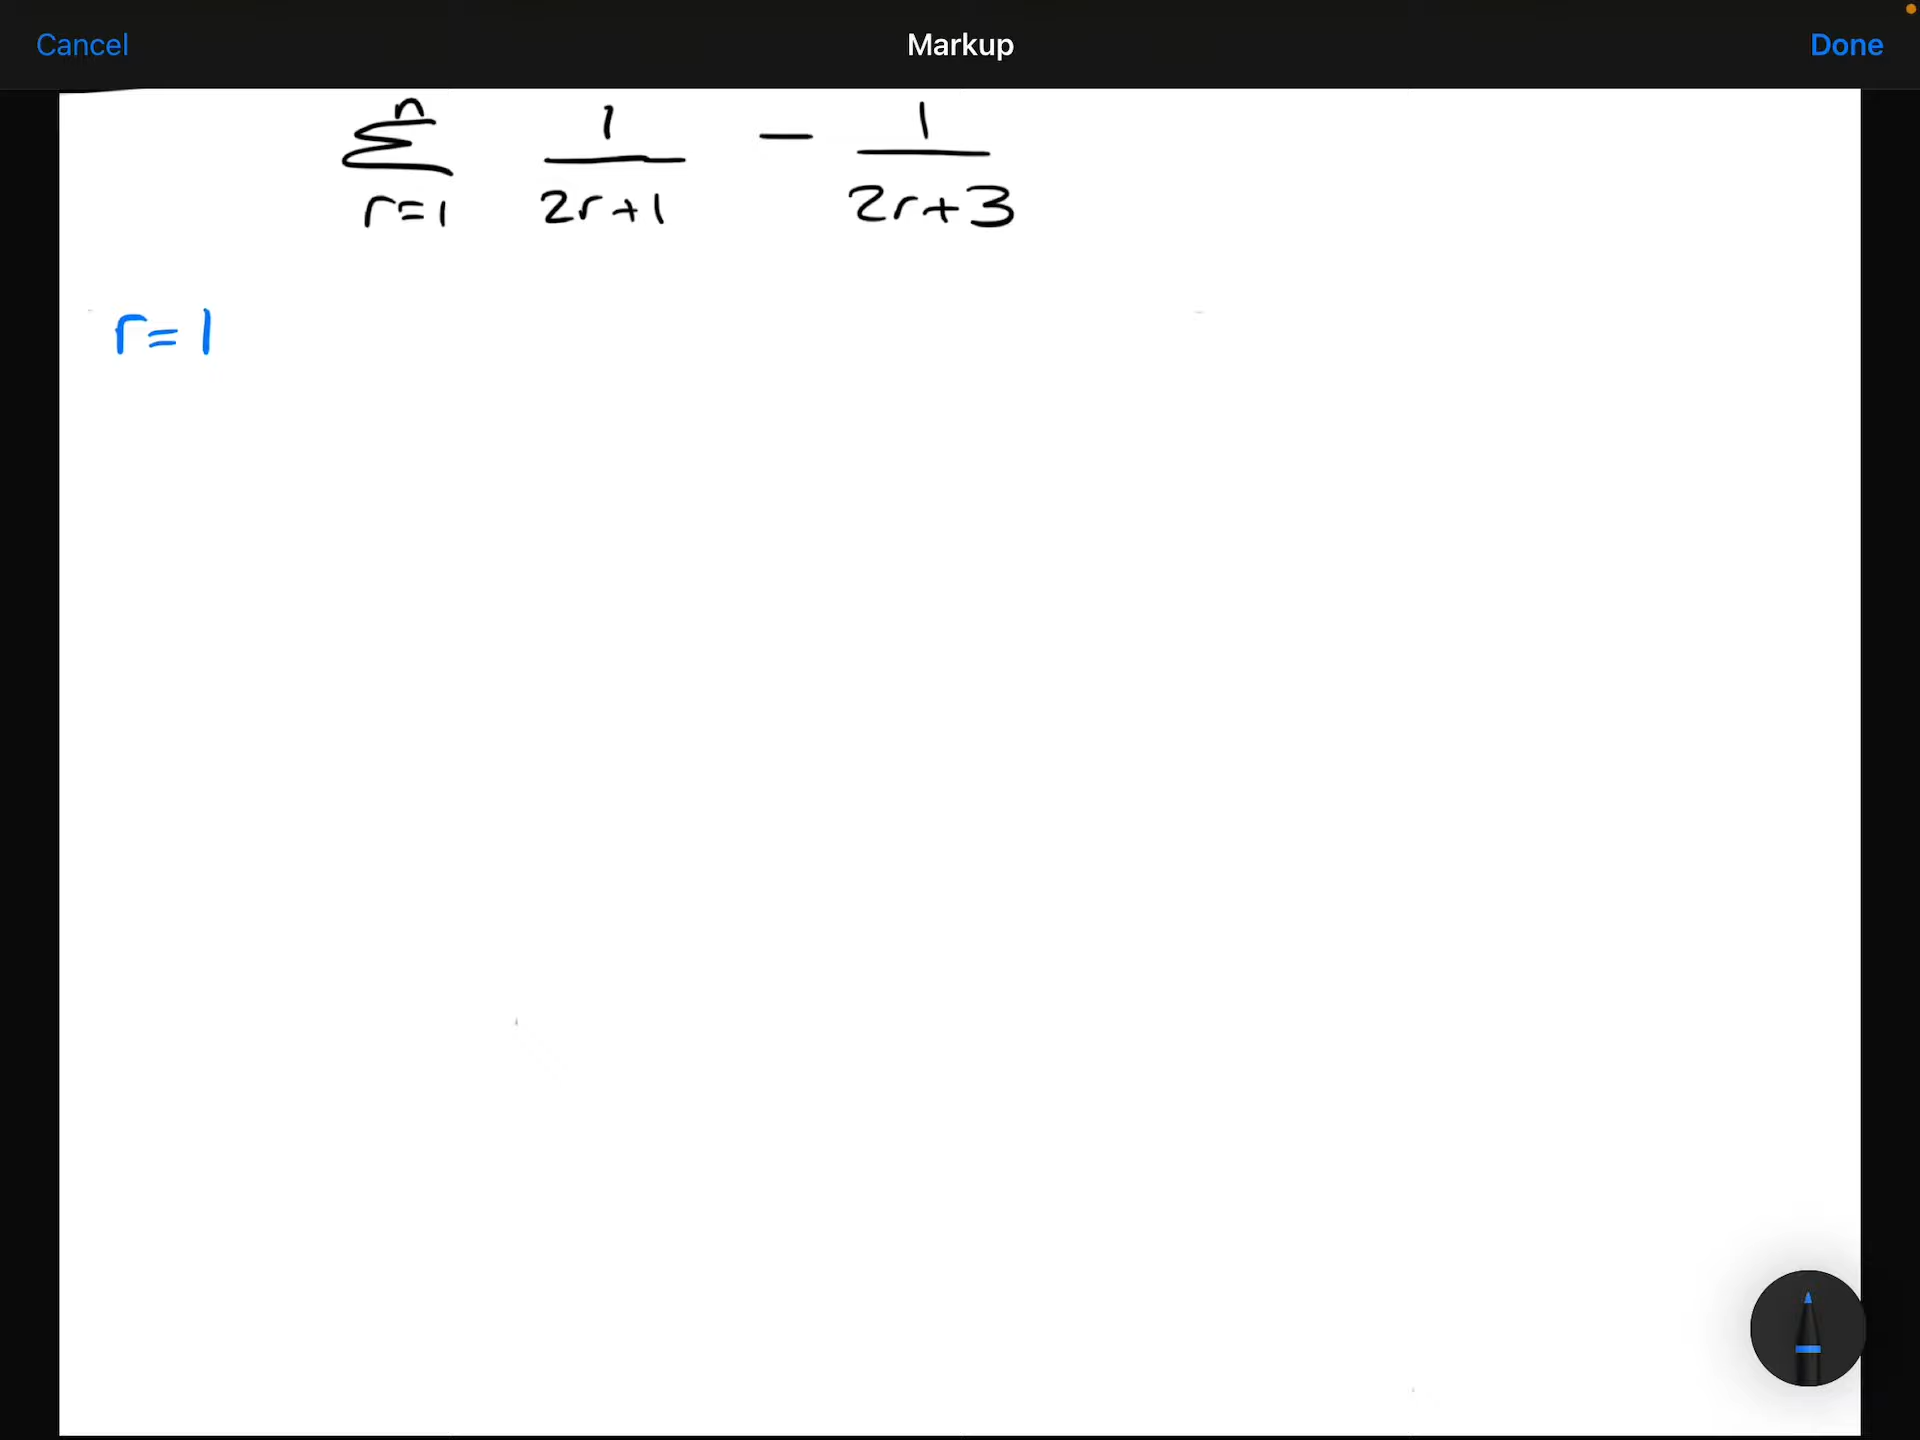 Cancel Markup Done
n
∑ 1/(2r+1) - 1/(2r+3)
r=1
r=1